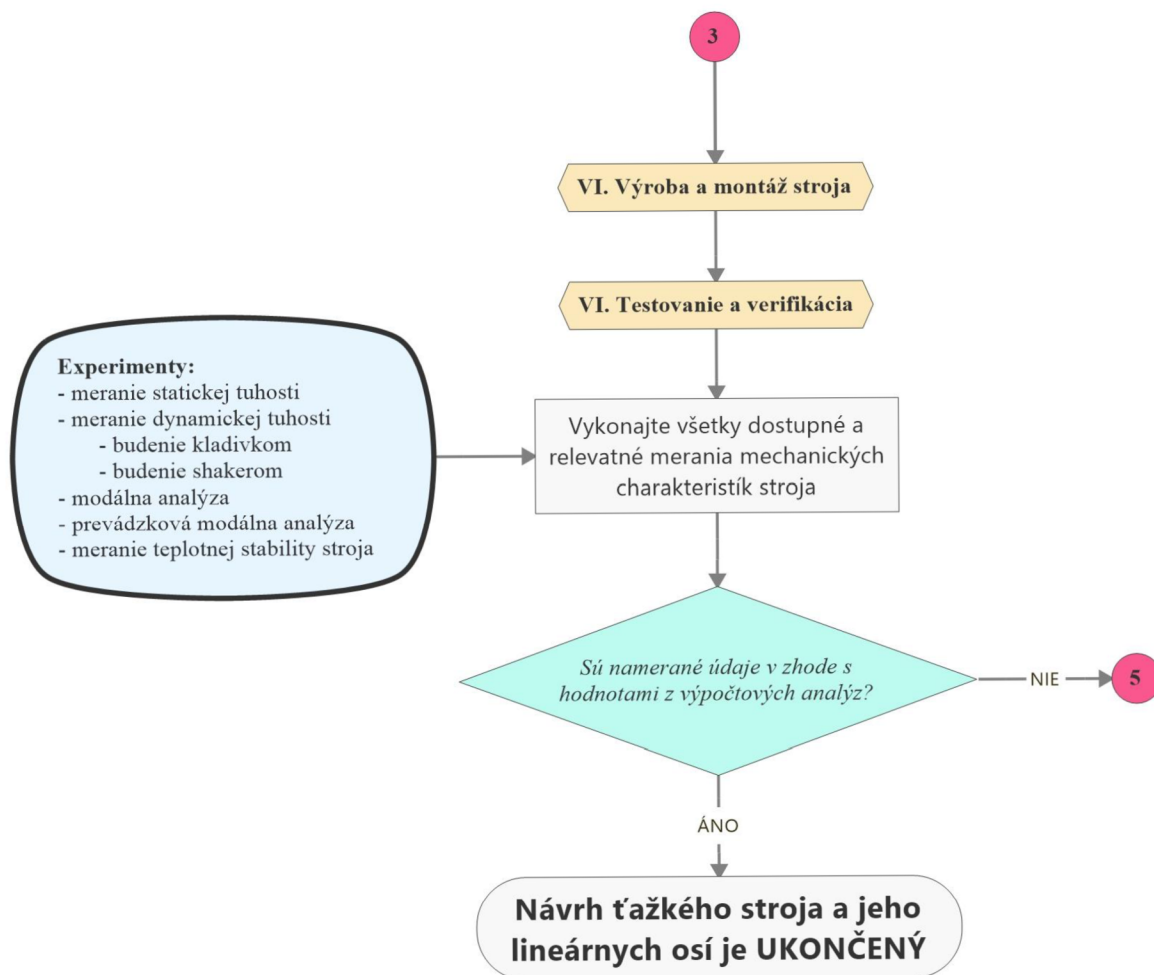 3
VI. Výroba a montáž stroja
VI. Testovanie a verifikácia
Experimenty:
- meranie statickej tuhosti
- meranie dynamickej tuhosti
- budenie kladivkom
- budenie shakerom
- modálna analýza
- prevádzková modálna analýza
- meranie teplotnej stability stroja
Vykonajte všetky dostupné a
relevatné merania mechanických
charakteristík stroja
Sú namerané údaje v zhode s
hodnotami z výpočtových analýz?
NIE
5
ÁNO
Návrh ťažkého stroja a jeho
lineárnych osí je UKONČENÝ